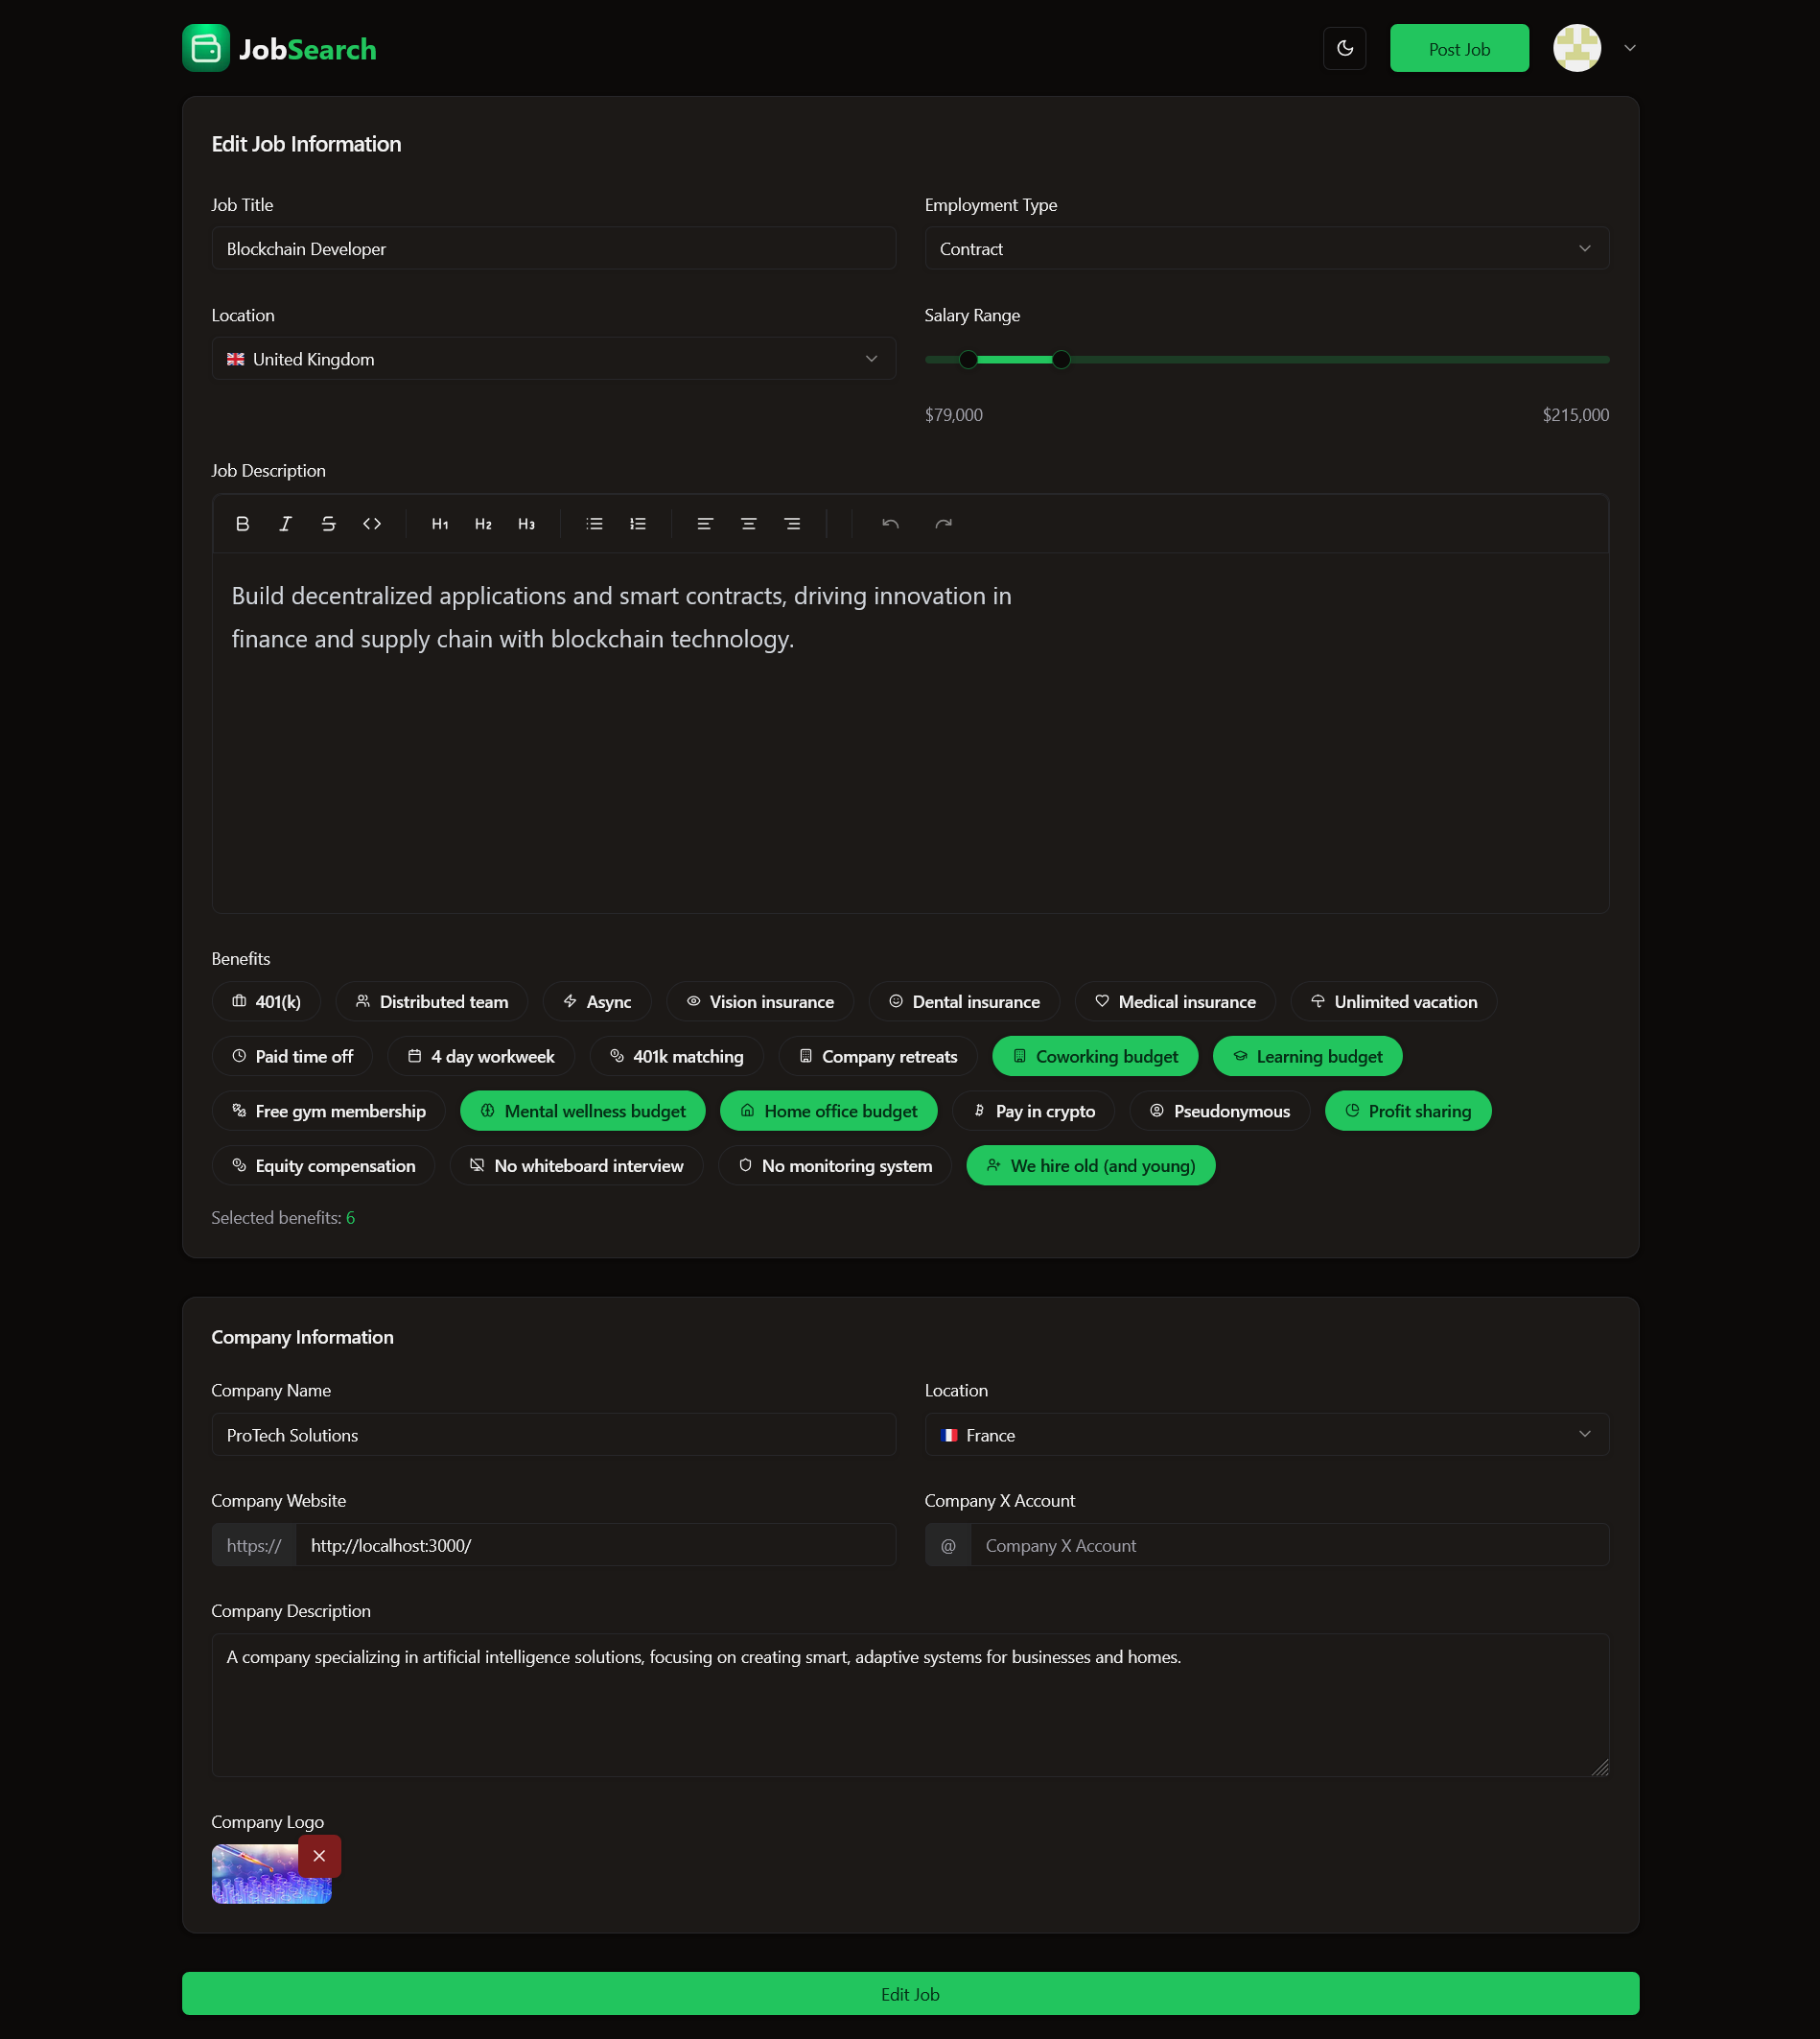 JobSearch
Post Job
Edit Job Information
Job Title
Employment Type
Blockchain Developer
Contract
Location
Salary Range
United Kingdom
$79,000
$215,000
Job Description
B I S <> H1 H2 H3
Build decentralized applications and smart contracts, driving innovation in
finance and supply chain with blockchain technology.
Benefits
401(k) Distributed team Async Vision insurance Dental insurance Medical insurance Unlimited vacation
Paid time off 4 day workweek 401k matching Company retreats Coworking budget Learning budget
Free gym membership Mental wellness budget Home office budget Pay in crypto Pseudonymous Profit sharing
Equity compensation No whiteboard interview No monitoring system We hire old (and young)
Selected benefits: 6
Company Information
Company Name
Location
ProTech Solutions
France
Company Website
Company X Account
https:// http://localhost:3000/
@ Company X Account
Company Description
A company specializing in artificial intelligence solutions, focusing on creating smart, adaptive systems for businesses and homes.
Company Logo
Edit Job